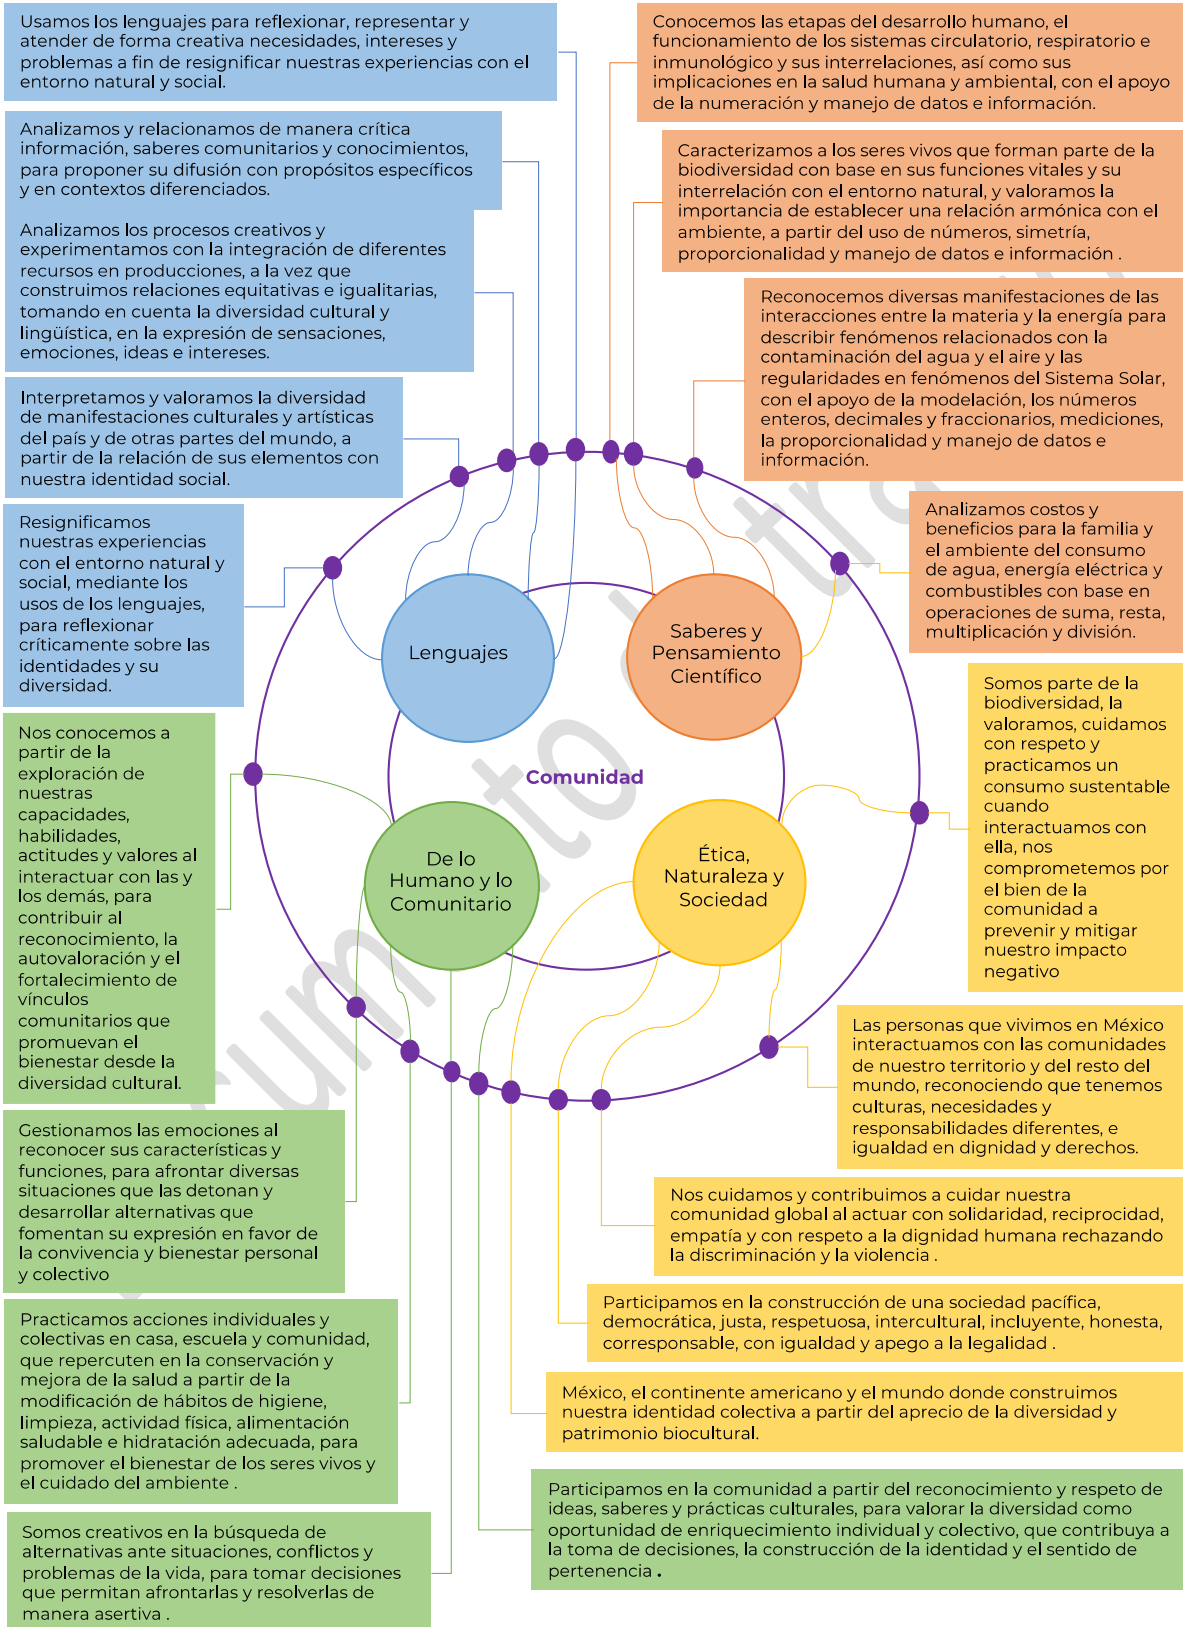 Usamos los lenguajes para reflexionar, representar y
atender de forma creativa necesidades, intereses y
problemas a fin de resignificar nuestras experiencias con el
entorno natural y social.
Analizamos y relacionamos de manera crítica
información, saberes comunitarios y conocimientos,
para proponer su difusión con propósitos específicos
y en contextos diferenciados.
Analizamos los procesos creativos y
experimentamos con la integración de diferentes
recursos en producciones, a la vez que
construimos relaciones equitativas e igualitarias,
tomando en cuenta la diversidad cultural y
lingüística, en la expresión de sensaciones,
emociones, ideas e intereses.
Interpretamos y valoramos la diversidad
de manifestaciones culturales y artísticas
del país y de otras partes del mundo, a
partir de la relación de sus elementos con
nuestra identidad social.
Resignificamos
nuestras experiencias
con el entorno natural y
social, mediante los
usos de los lenguajes,
para reflexionar
críticamente sobre las
identidades y su
diversidad.
Conocemos las etapas del desarrollo humano, el
funcionamiento de los sistemas circulatorio, respiratorio e
inmunológico y sus interrelaciones, así como sus
implicaciones en la salud humana y ambiental, con el apoyo
de la numeración y manejo de datos e información.
Caracterizamos a los seres vivos que forman parte de la
biodiversidad con base en sus funciones vitales y su
interrelación con el entorno natural, y valoramos la
importancia de establecer una relación armónica con el
ambiente, a partir del uso de números, simetría,
proporcionalidad y manejo de datos e información .
Reconocemos diversas manifestaciones de las
interacciones entre la materia y la energía para
describir fenómenos relacionados con la
contaminación del agua y el aire y las
regularidades en fenómenos del Sistema Solar,
con el apoyo de la modelación, los números
enteros, decimales y fraccionarios, mediciones,
la proporcionalidad y manejo de datos e
información.
Analizamos costos y
beneficios para la familia y
el ambiente del consumo
de agua, energía eléctrica y
combustibles con base en
operaciones de suma, resta,
multiplicación y división.
Lenguajes
Saberes y
Pensamiento
Científico
Comunidad
De lo
Humano y lo
Comunitario
Ética,
Naturaleza y
Sociedad
Nos conocemos a
partir de la
exploración de
nuestras
capacidades,
habilidades,
actitudes y valores al
interactuar con las y
los demás, para
contribuir al
reconocimiento, la
autovaloración y el
fortalecimiento de
vínculos
comunitarios que
promuevan el
bienestar desde la
diversidad cultural.
Gestionamos las emociones al
reconocer sus características y
funciones, para afrontar diversas
situaciones que las detonan y
desarrollar alternativas que
fomentan su expresión en favor de
la convivencia y bienestar personal
y colectivo
Practicamos acciones individuales y
colectivas en casa, escuela y comunidad,
que repercuten en la conservación y
mejora de la salud a partir de la
modificación de hábitos de higiene,
limpieza, actividad física, alimentación
saludable e hidratación adecuada, para
promover el bienestar de los seres vivos y
el cuidado del ambiente .
Somos creativos en la búsqueda de
alternativas ante situaciones, conflictos y
problemas de la vida, para tomar decisiones
que permitan afrontarlas y resolverlas de
manera asertiva .
Somos parte de la
biodiversidad, la
valoramos, cuidamos
con respeto y
practicamos un
consumo sustentable
cuando
interactuamos con
ella, nos
comprometemos por
el bien de la
comunidad a
prevenir y mitigar
nuestro impacto
negativo
Las personas que vivimos en México
interactuamos con las comunidades
de nuestro territorio y del resto del
mundo, reconociendo que tenemos
culturas, necesidades y
responsabilidades diferentes, e
igualdad en dignidad y derechos.
Nos cuidamos y contribuimos a cuidar nuestra
comunidad global al actuar con solidaridad, reciprocidad,
empatía y con respeto a la dignidad humana rechazando
la discriminación y la violencia .
Participamos en la construcción de una sociedad pacífica,
democrática, justa, respetuosa, intercultural, incluyente, honesta,
corresponsable, con igualdad y apego a la legalidad .
México, el continente americano y el mundo donde construimos
nuestra identidad colectiva a partir del aprecio de la diversidad y
patrimonio biocultural.
Participamos en la comunidad a partir del reconocimiento y respeto de
ideas, saberes y prácticas culturales, para valorar la diversidad como
oportunidad de enriquecimiento individual y colectivo, que contribuya a
la toma de decisiones, la construcción de la identidad y el sentido de
pertenencia .